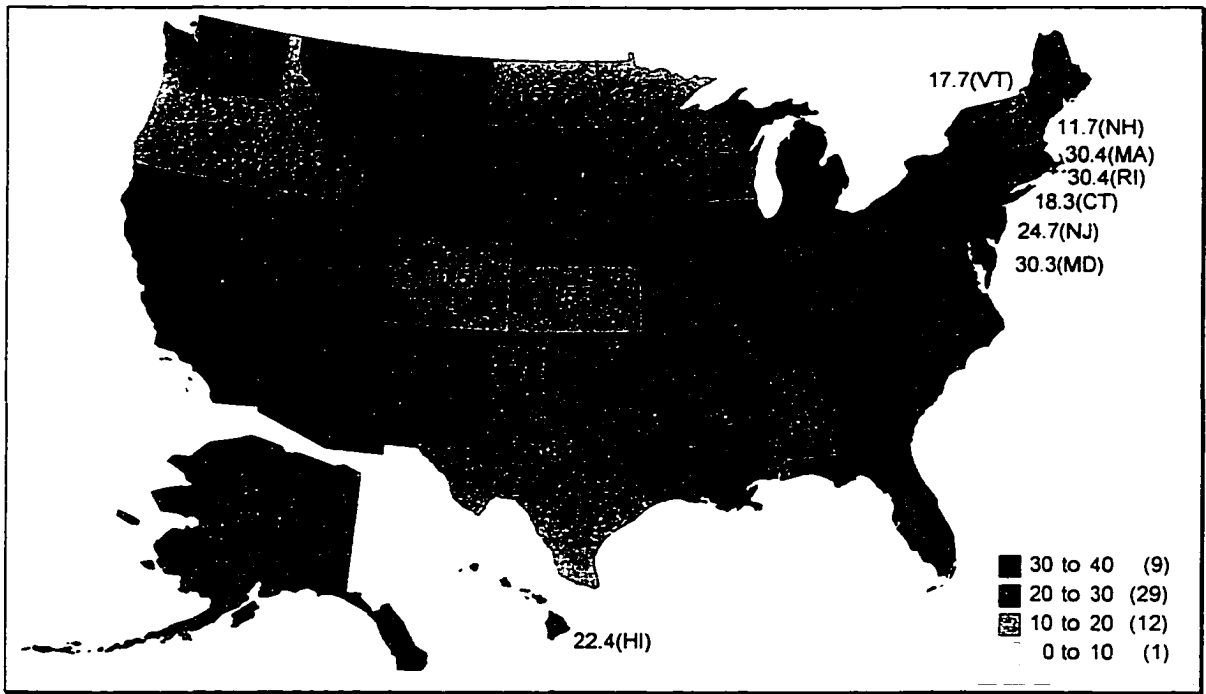 17.7(VT)
11.7(NH)
30.4(MA)
30.4(RI)
18.3(CT)
24.7(NJ)
30.3(MD)
22.4(HI)
30 to 40 (9)
20 to 30 (29)
10 to 20 (12)
0 to 10 (1)